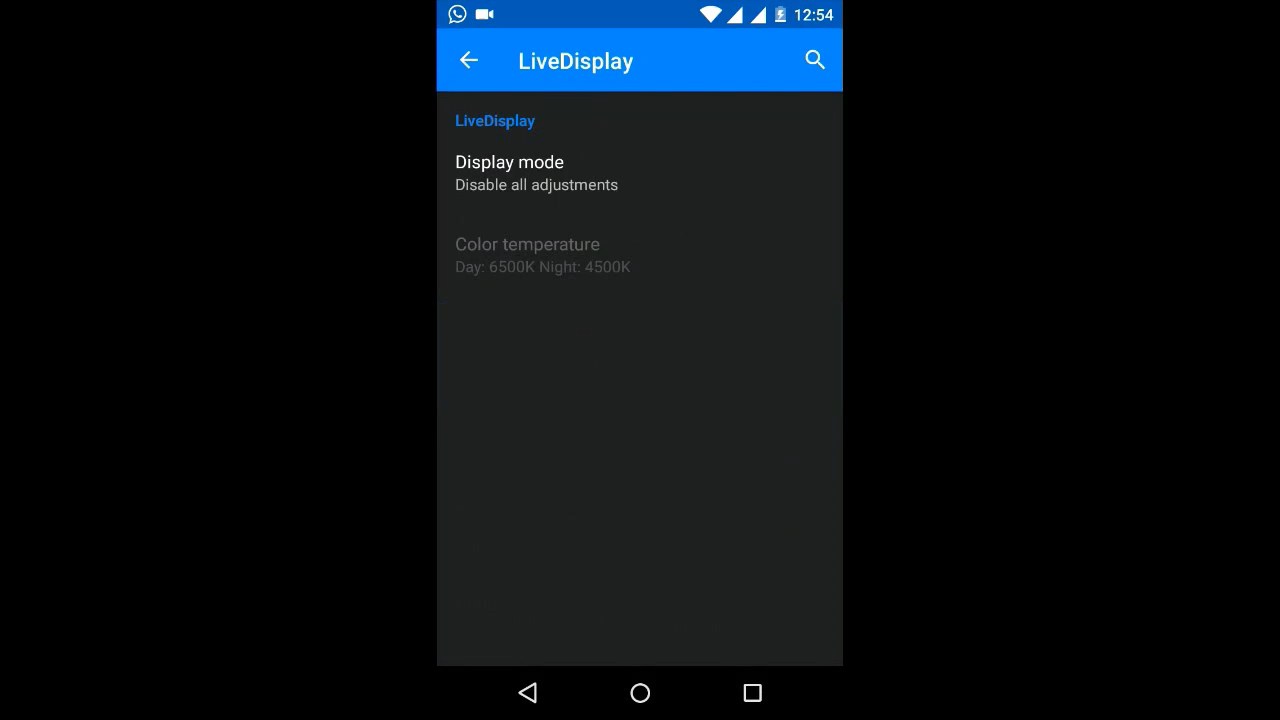 12:54
LiveDisplay
LiveDisplay
Display mode
Disable all adjustments
Color temperature
Day: 6500K Night: 4500K